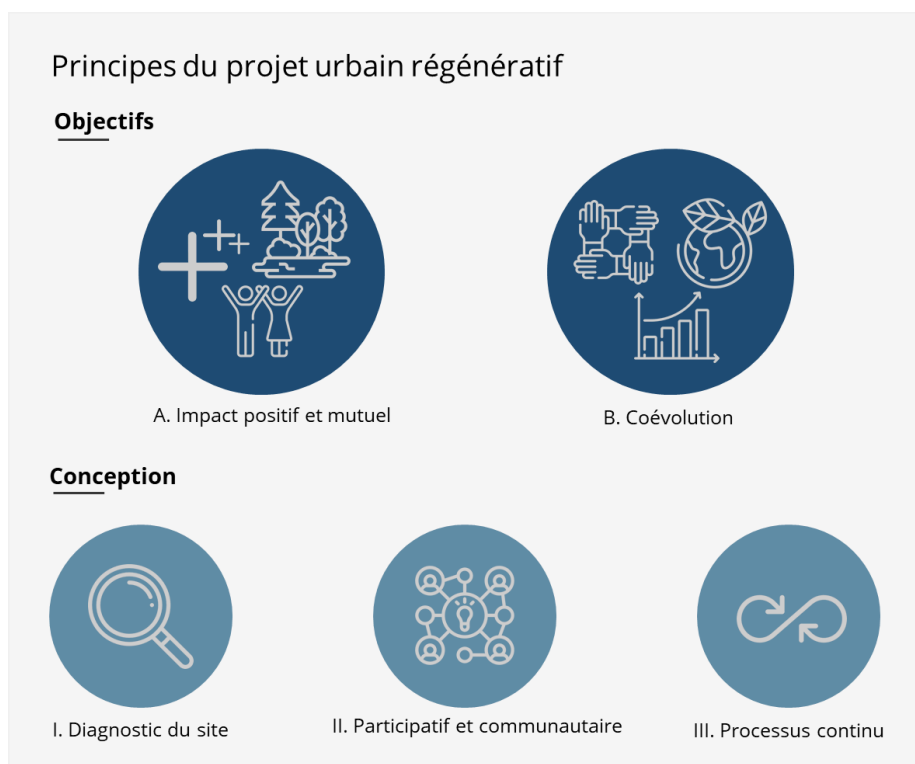 Principes du projet urbain régénératif
Objectifs
A. Impact positif et mutuel
B. Coévolution
Conception
I. Diagnostic du site
II. Participatif et communautaire
III. Processus continu